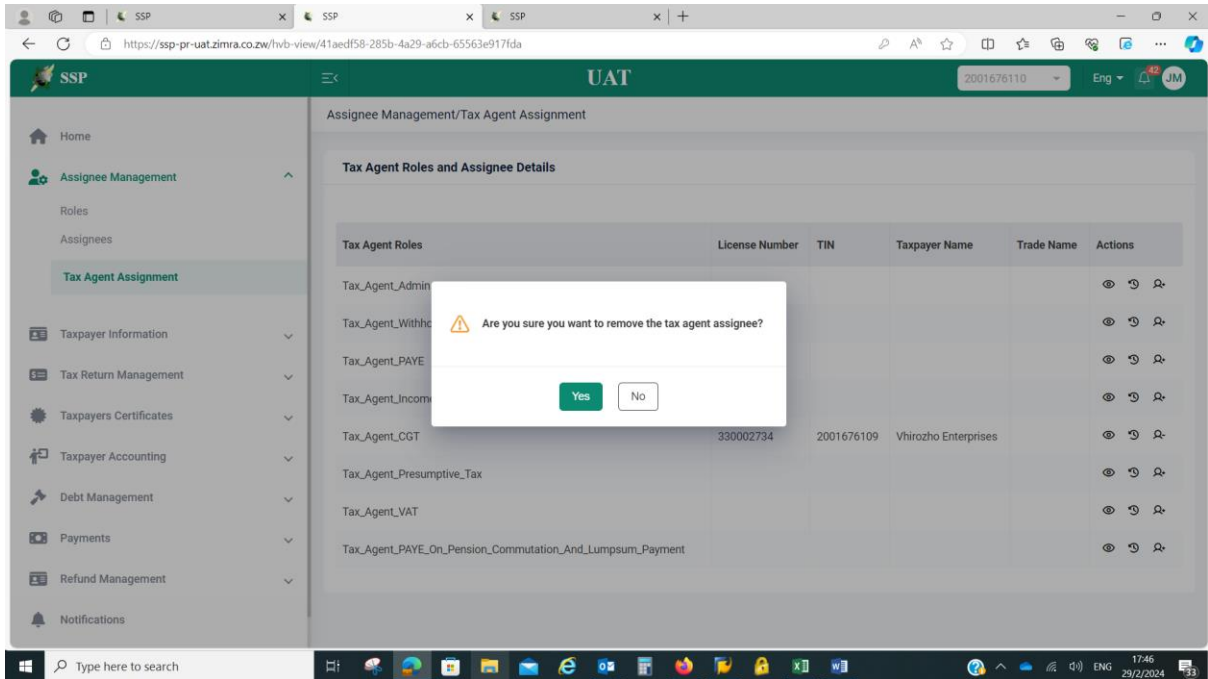 SSP
SSP
SSP
https://ssp-pr-uat.zimra.co.zw/hvb-view/41aedf58-285b-4a29-a6cb-65563e917fda
SSP
UAT
2001676110
Eng
42
JM
Assignee Management/Tax Agent Assignment
Home
Assignee Management
Roles
Assignees
Tax Agent Assignment
Taxpayer Information
Tax Return Management
Taxpayers Certificates
Taxpayer Accounting
Debt Management
Payments
Refund Management
Notifications
Tax Agent Roles and Assignee Details
Tax Agent Roles License Number TIN Taxpayer Name Trade Name Actions
Tax_Agent_Admin
Tax_Agent_Withho
Tax_Agent_PAYE
Tax_Agent_Incom
Tax_Agent_CGT 330002734 2001676109 Vhirozho Enterprises
Tax_Agent_Presumptive_Tax
Tax_Agent_VAT
Tax_Agent_PAYE_On_Pension_Commutation_And_Lumpsum_Payment
Are you sure you want to remove the tax agent assignee?
Yes No
Type here to search
ENG
17:46
29/2/2024
33